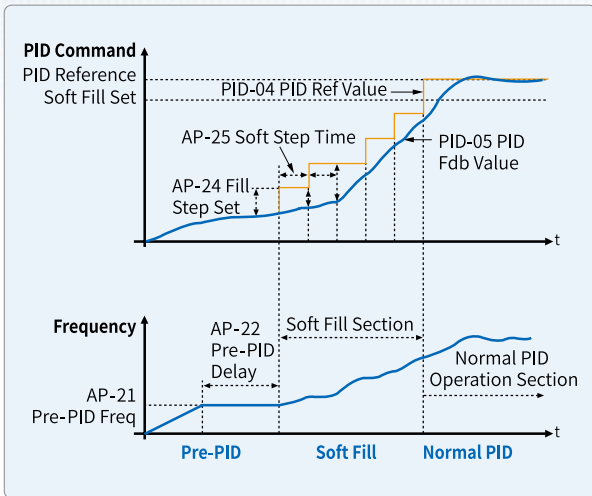 PID Command
PID Reference
Soft Fill Set
PID-04 PID Ref Value
AP-25 Soft Step Time
PID-05 PID
Fdb Value
AP-24 Fill
Step Set
t
Frequency
AP-22
Pre-PID
Delay
Soft Fill Section
Normal PID
Operation Section
AP-21
Pre-PID Freq
t
Pre-PID
Soft Fill
Normal PID